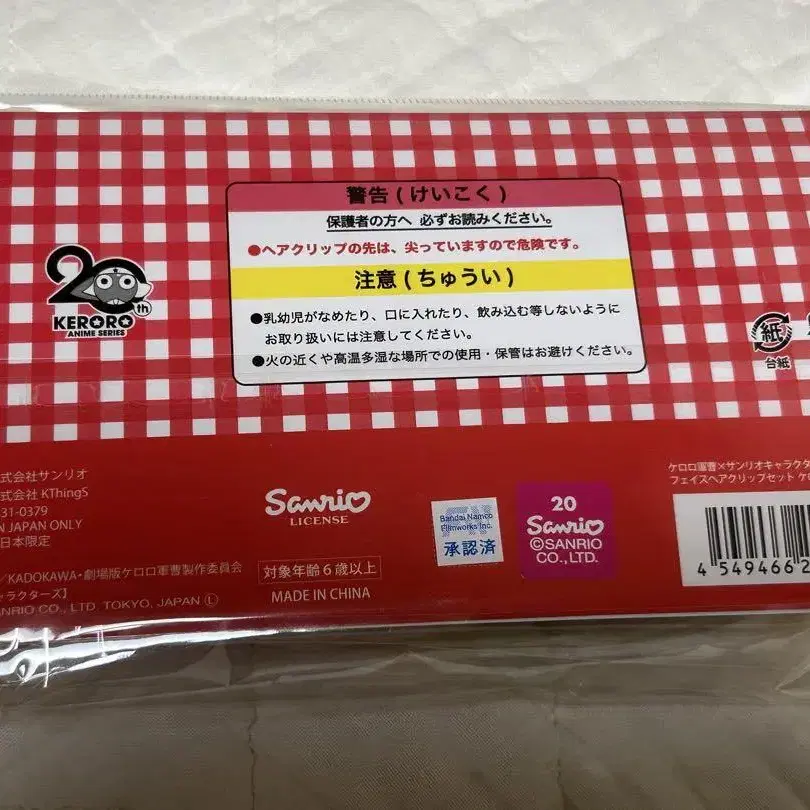 警告(けいこく)
保護者の方へ 必ずお読みください。
●ヘアクリップの先は、尖っていますので危険です。
注意(ちゅうい)
●乳幼児がなめたり、口に入れたり、飲み込む等しないように
お取り扱いには注意してください。
●火の近くや高温多湿な場所での使用・保管はお避けください。
20th
KERORO
ANIME SERIES
紙
台紙
式会社サンリオ
式会社 KThingS
31-0379
N JAPAN ONLY
日本限定
/KADOKAWA・劇場版ケロロ軍曹製作委員会
ャラクターズ】
NRIO CO., LTD. TOKYO, JAPAN Ⓛ
Sanrio
LICENSE
対象年齢6歳以上
MADE IN CHINA
Bandai Namco
Filmworks Inc.
承認済
20
Sanrio
©SANRIO
CO., LTD.
ケロロ軍曹×サンリオキャラクタ
フェイスヘアクリップセット ケロ
4 549466 2